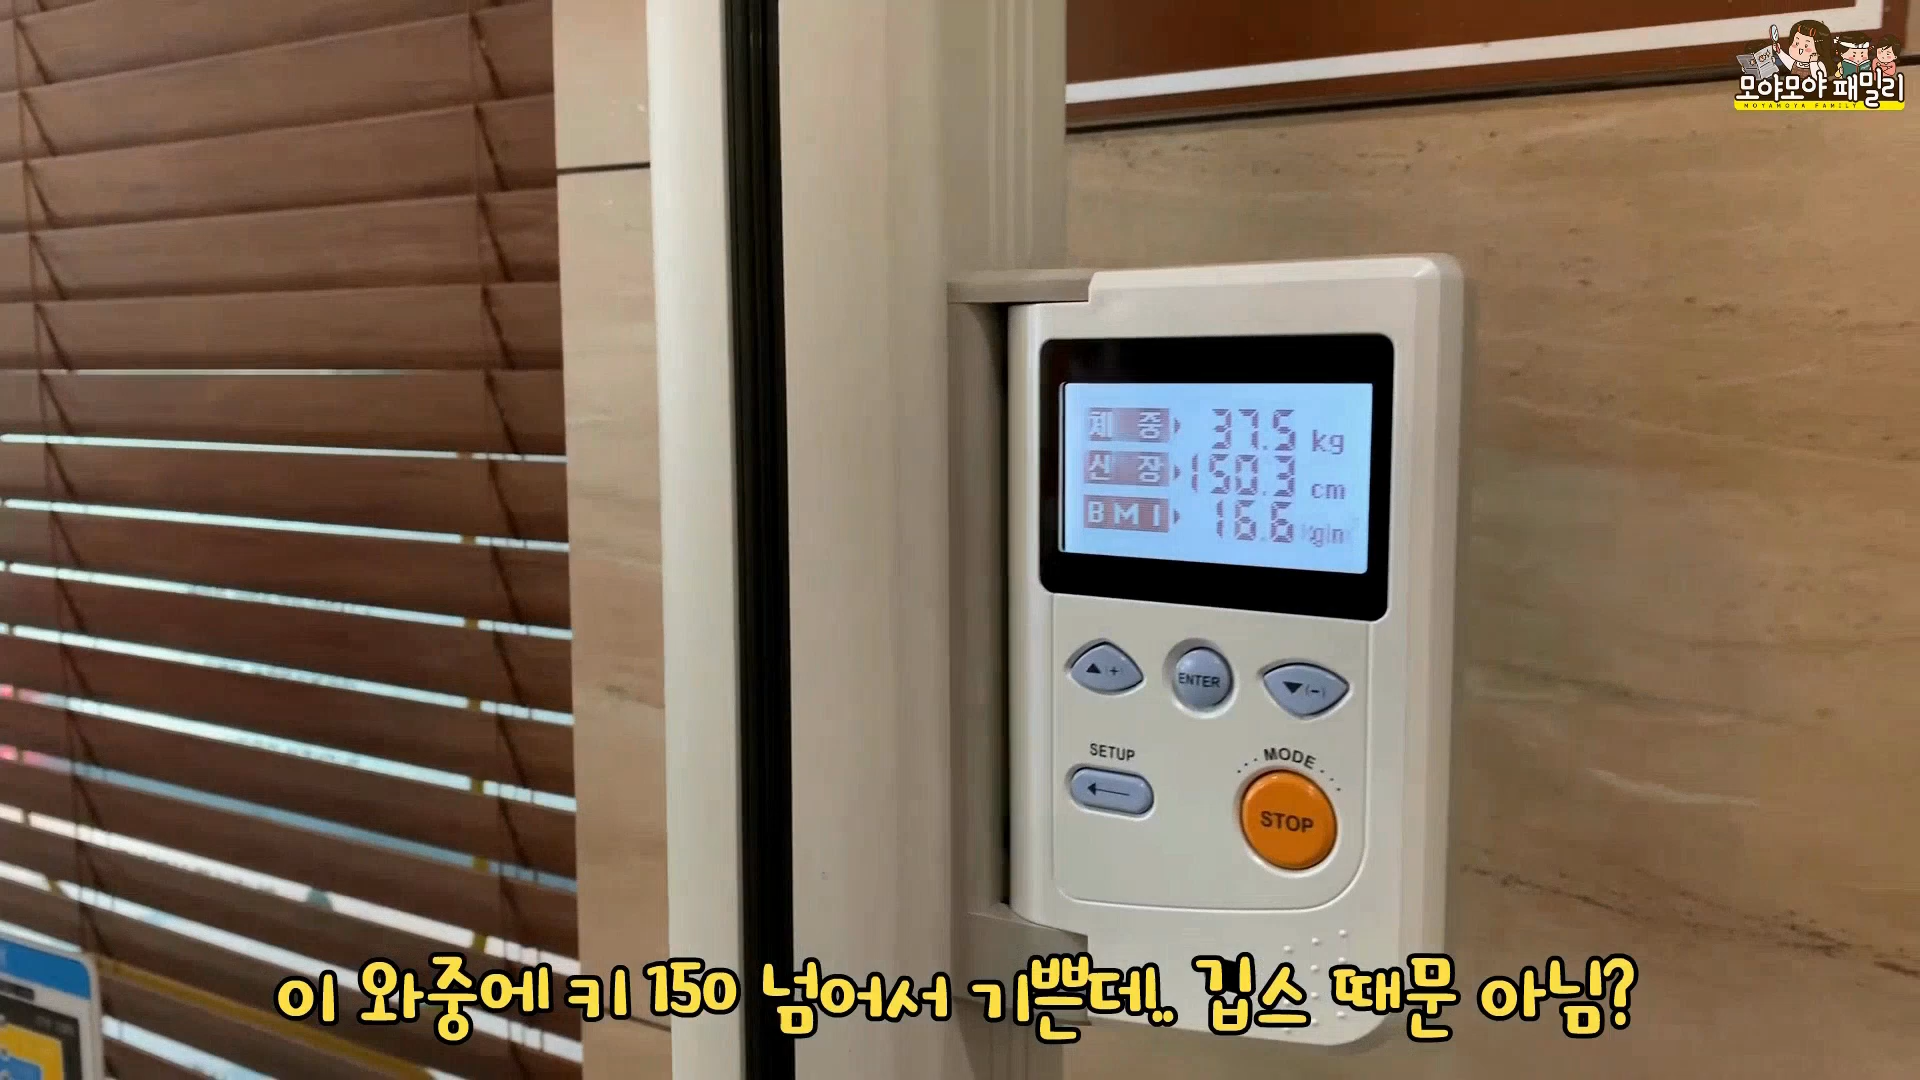 모야모야 패밀리
MOYAMOYA FAMILY
체 중 37.5 kg
신 장 150.3 cm
BMI 16.6 kg/m
▲(+) ENTER ▼(-)
SETUP
MODE
STOP
이 와중에 키 150 넘어서 기쁜데.. 깁스 때문 아님?